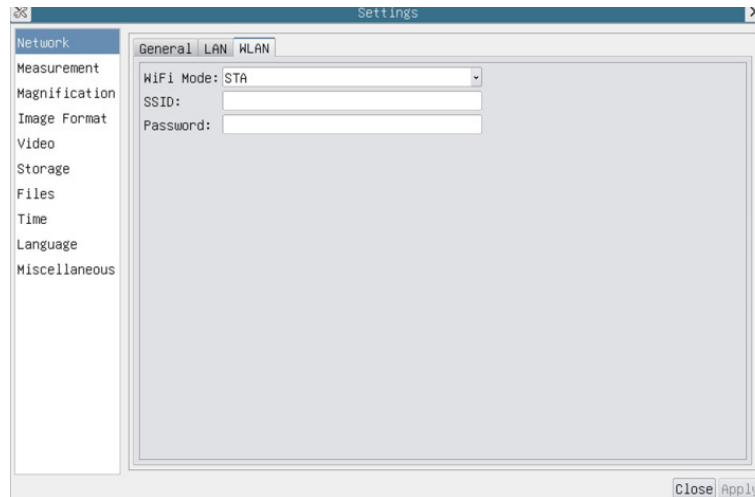 Settings
Network
Measurement
Magnification
Image Format
Video
Storage
Files
Time
Language
Miscellaneous
General LAN WLAN
WiFi Mode: STA
SSID:
Password:
Close Apply